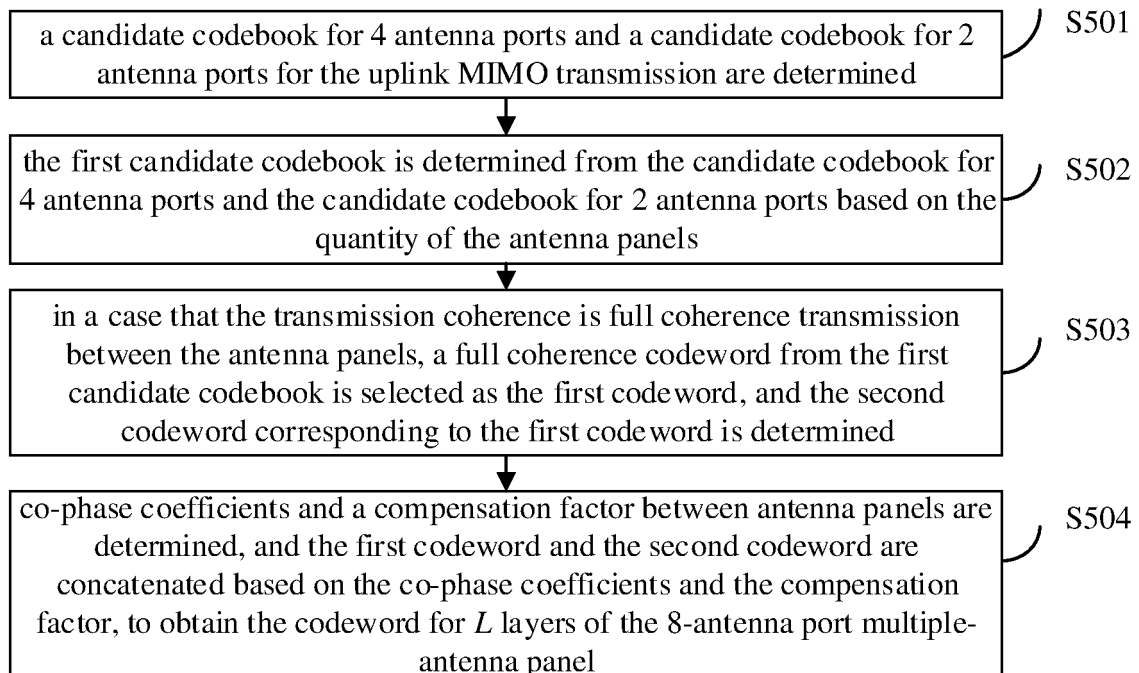 a candidate codebook for 4 antenna ports and a candidate codebook for 2
antenna ports for the uplink MIMO transmission are determined
S501
the first candidate codebook is determined from the candidate codebook for
4 antenna ports and the candidate codebook for 2 antenna ports based on the
quantity of the antenna panels
S502
in a case that the transmission coherence is full coherence transmission
between the antenna panels, a full coherence codeword from the first
candidate codebook is selected as the first codeword, and the second
codeword corresponding to the first codeword is determined
S503
co-phase coefficients and a compensation factor between antenna panels are
determined, and the first codeword and the second codeword are
concatenated based on the co-phase coefficients and the compensation
factor, to obtain the codeword for L layers of the 8-antenna port multiple-
antenna panel
S504